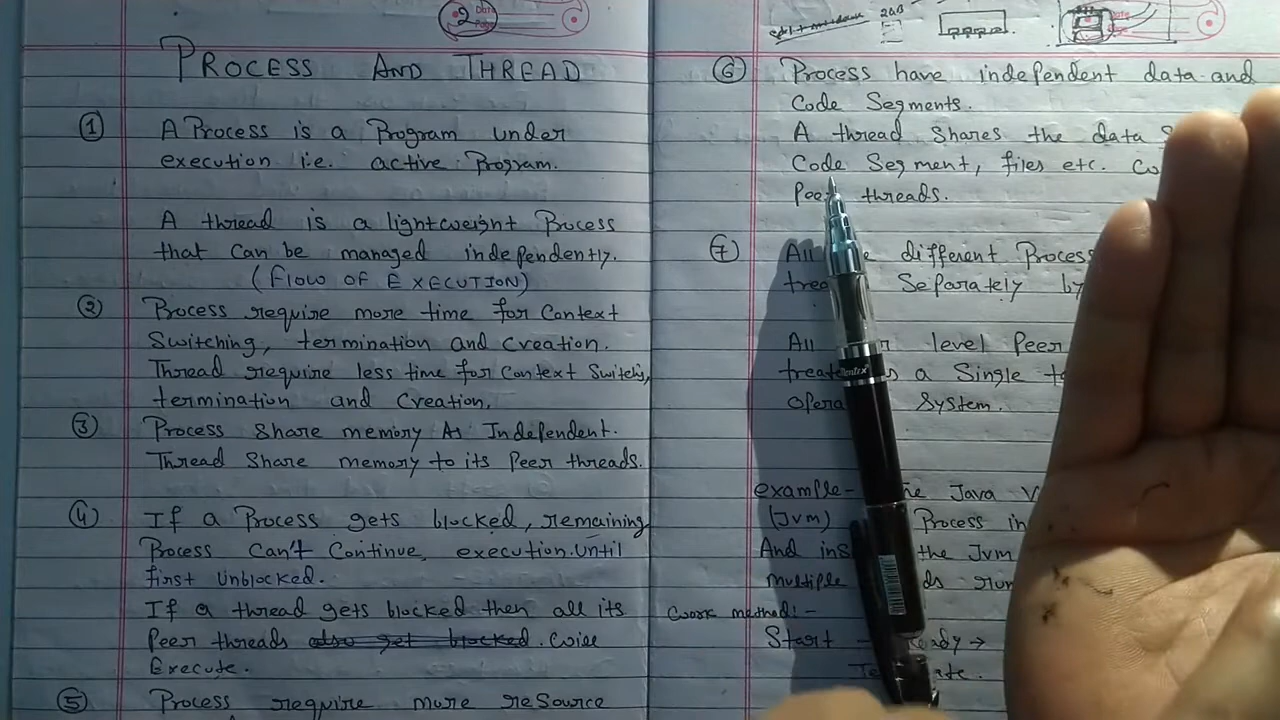 2
PROCESS AND THREAD
① A Process is a Program under
execution i.e. active Program.
A thread is a lightweight Process
that Can be managed independently.
(FLOW OF EXECUTION)
② Process require more time for Context
Switching, termination and Creation.
Thread require less time for Context Switching,
termination and Creation.
③ Process Share memory As Independent.
Thread Share memory to its Peer threads.
④ If a Process gets blocked, remaining
Process Can't Continue, execution Until
first Unblocked.
If a thread gets blocked then all its
Peer threads also get blocked. will
Execute.
⑤ Process require more resource
⑥ Process have independent data and
Code Segments.
A thread Shares the data S
Code Segment, files etc.
Peer threads.
⑦ All different Process
Separately by
All level Peer
a Single
System.
example- Java V
(JVM) Process in
And the Jvm
multiple
Work method:-
Start →